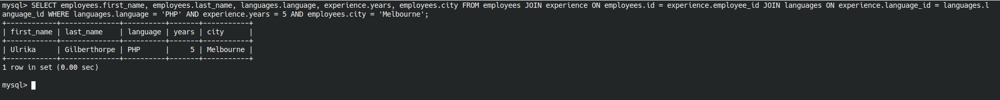 mysql> SELECT employees.first_name, employees.last_name, languages.language, experience.years, employees.city FROM employees JOIN experience ON employees.id = experience.employee_id JOIN languages ON experience.language_id = languages.l
anguage_id WHERE languages.language = 'PHP' AND experience.years = 5 AND employees.city = 'Melbourne';
+------------+--------------+----------+-------+-----------+
| first_name | last_name    | language | years | city      |
+------------+--------------+----------+-------+-----------+
| Ulrika     | Gilberthorpe | PHP      |     5 | Melbourne |
+------------+--------------+----------+-------+-----------+
1 row in set (0.00 sec)

mysql>